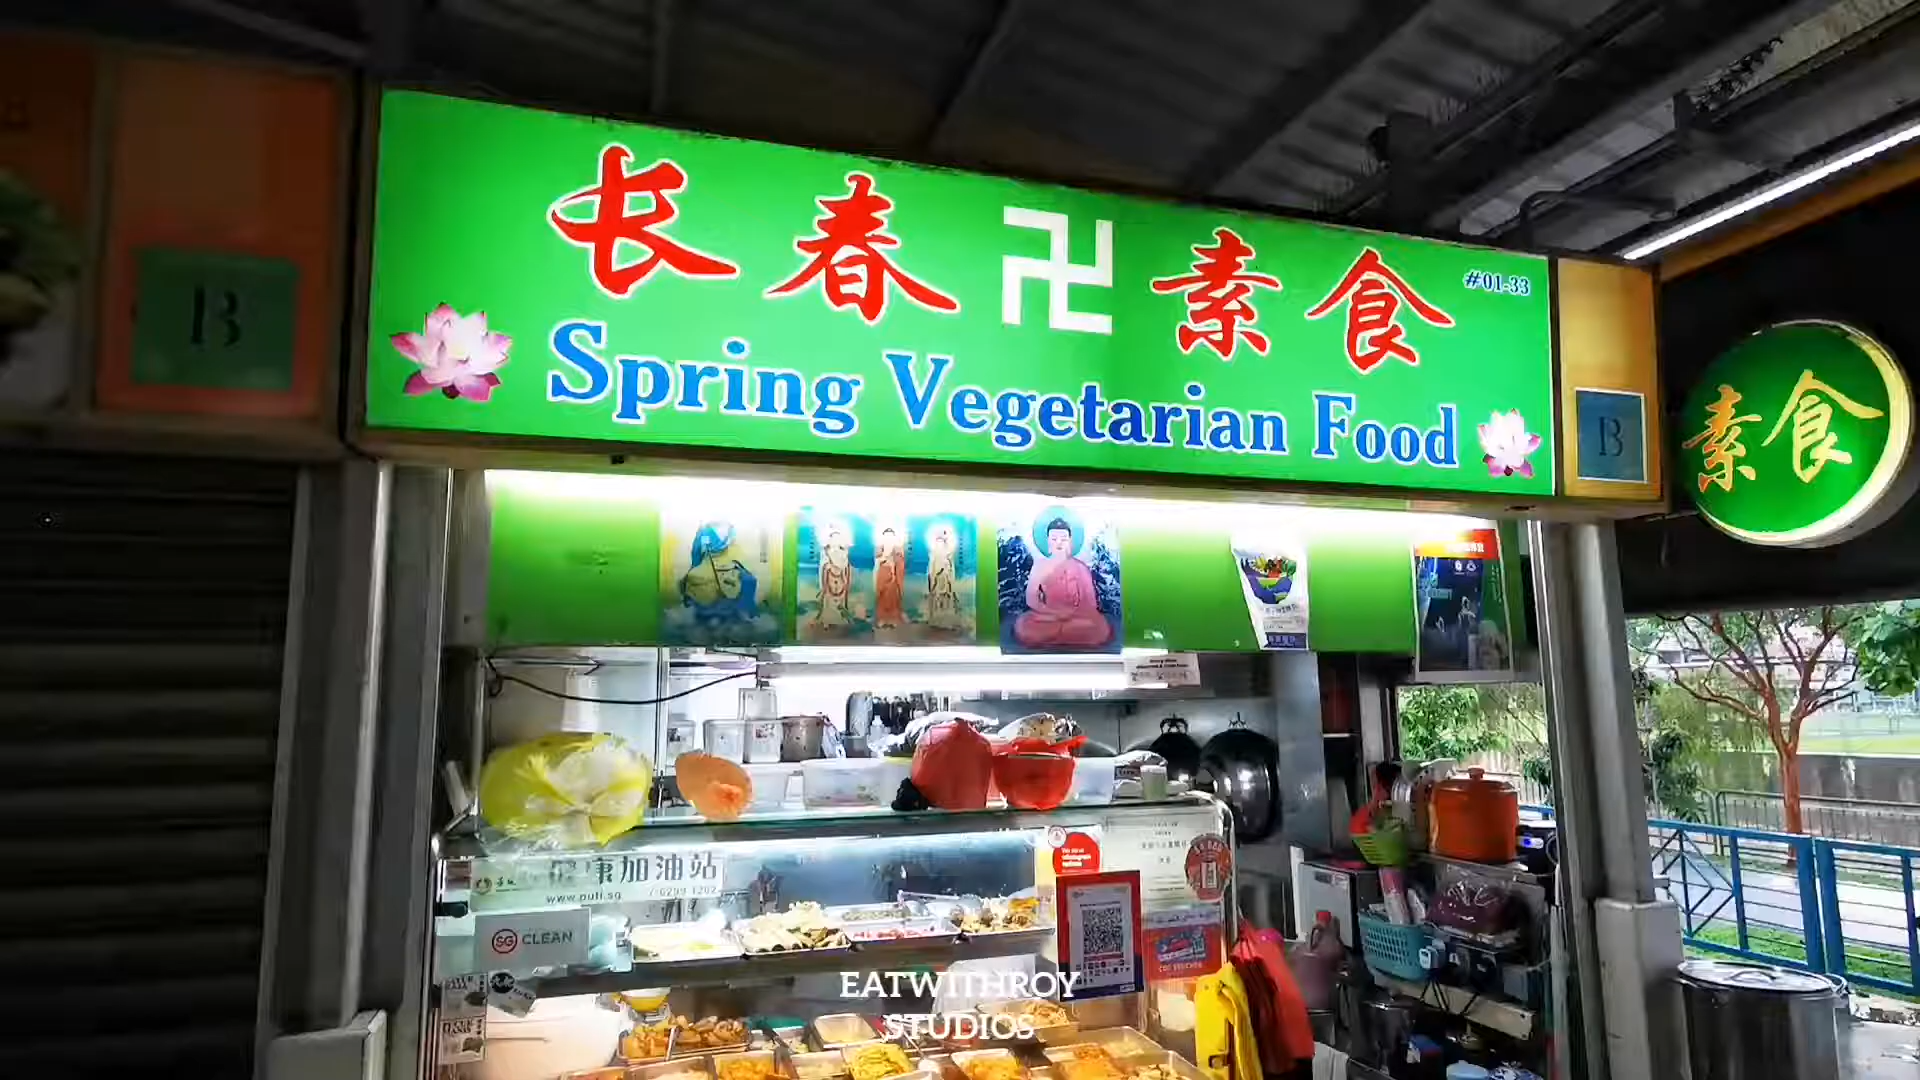 长春卍素食
#01-33
Spring Vegetarian Food
B
B
素食
康加油站
www.puti.sg
SG CLEAN
EATWITHROY
STUDIOS